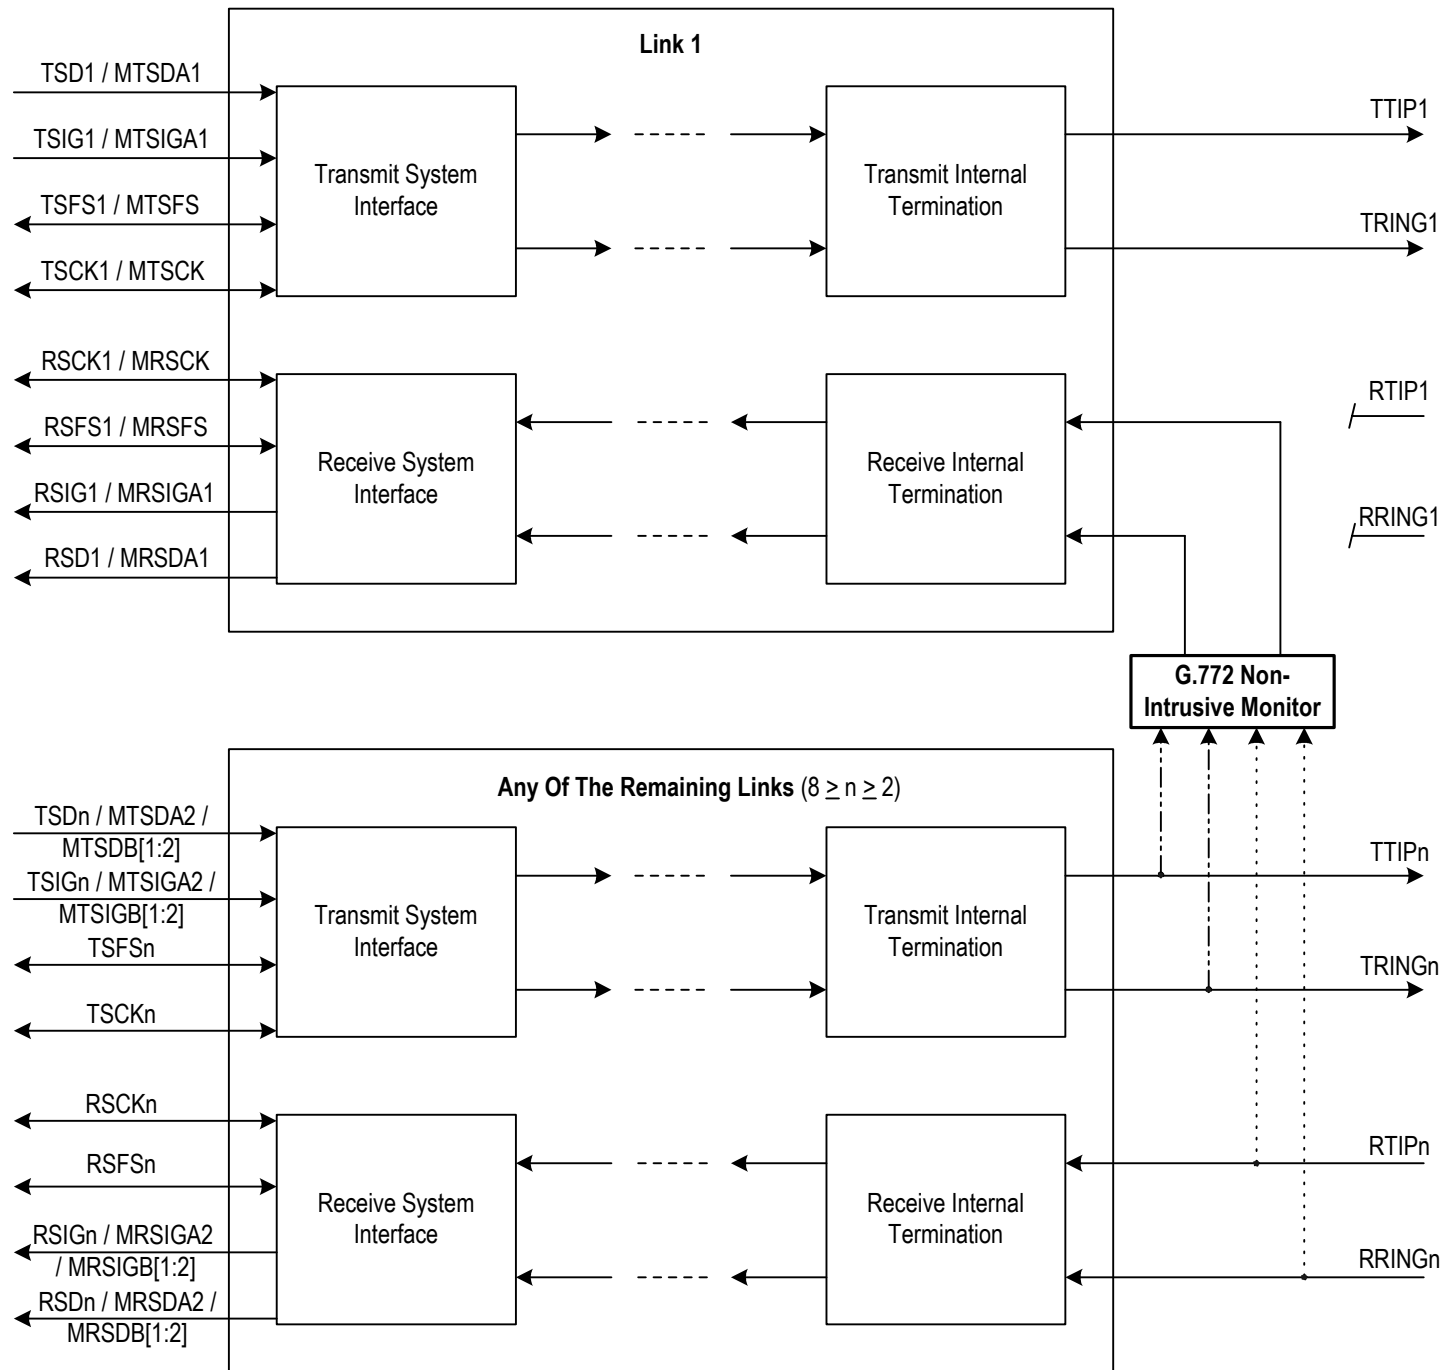 Link 1
TSD1 / MTSDA1
TSIG1 / MTSIGA1
TSFS1 / MTSFS
TSCK1 / MTSCK
Transmit System
Interface
Transmit Internal
Termination
TTIP1
TRING1
RSCK1 / MRSCK
RSFS1 / MRSFS
RSIG1 / MRSIGA1
RSD1 / MRSDA1
Receive System
Interface
Receive Internal
Termination
RTIP1
RRING1
G.772 Non-
Intrusive Monitor
Any Of The Remaining Links (8 ≥ n ≥ 2)
TSDn / MTSDA2 /
MTSDB[1:2]
TSIGn / MTSIGA2 /
MTSIGB[1:2]
TSFSn
TSCKn
Transmit System
Interface
Transmit Internal
Termination
TTIPn
TRINGn
RSCKn
RSFSn
RSIGn / MRSIGA2
/ MRSIGB[1:2]
RSDn / MRSDA2 /
MRSDB[1:2]
Receive System
Interface
Receive Internal
Termination
RTIPn
RRINGn